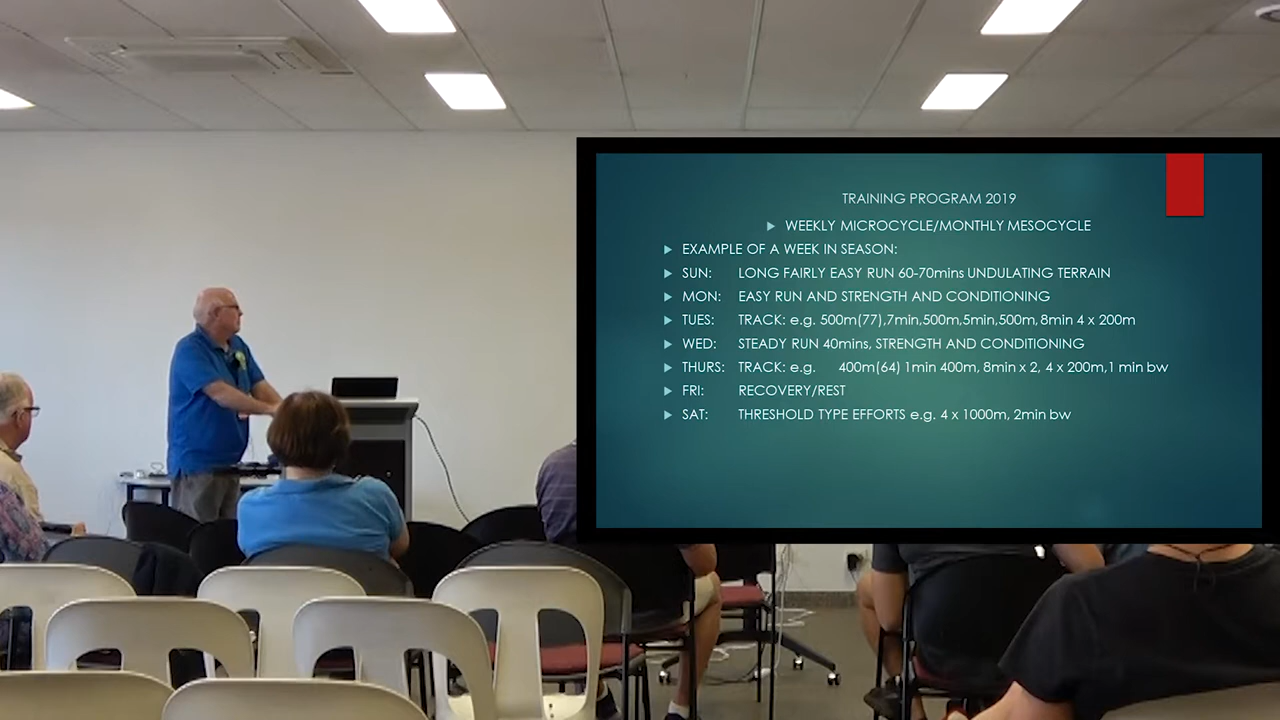 TRAINING PROGRAM 2019
WEEKLY MICROCYCLE/MONTHLY MESOCYCLE
EXAMPLE OF A WEEK IN SEASON:
SUN: LONG FAIRLY EASY RUN 60-70mins UNDULATING TERRAIN
MON: EASY RUN AND STRENGTH AND CONDITIONING
TUES: TRACK: e.g. 500m(77),7min,500m,5min,500m,8min 4 x 200m
WED: STEADY RUN 40mins, STRENGTH AND CONDITIONING
THURS: TRACK: e.g. 400m(64) 1min 400m, 8min x 2, 4 x 200m,1 min bw
FRI: RECOVERY/REST
SAT: THRESHOLD TYPE EFFORTS e.g. 4 x 1000m, 2min bw